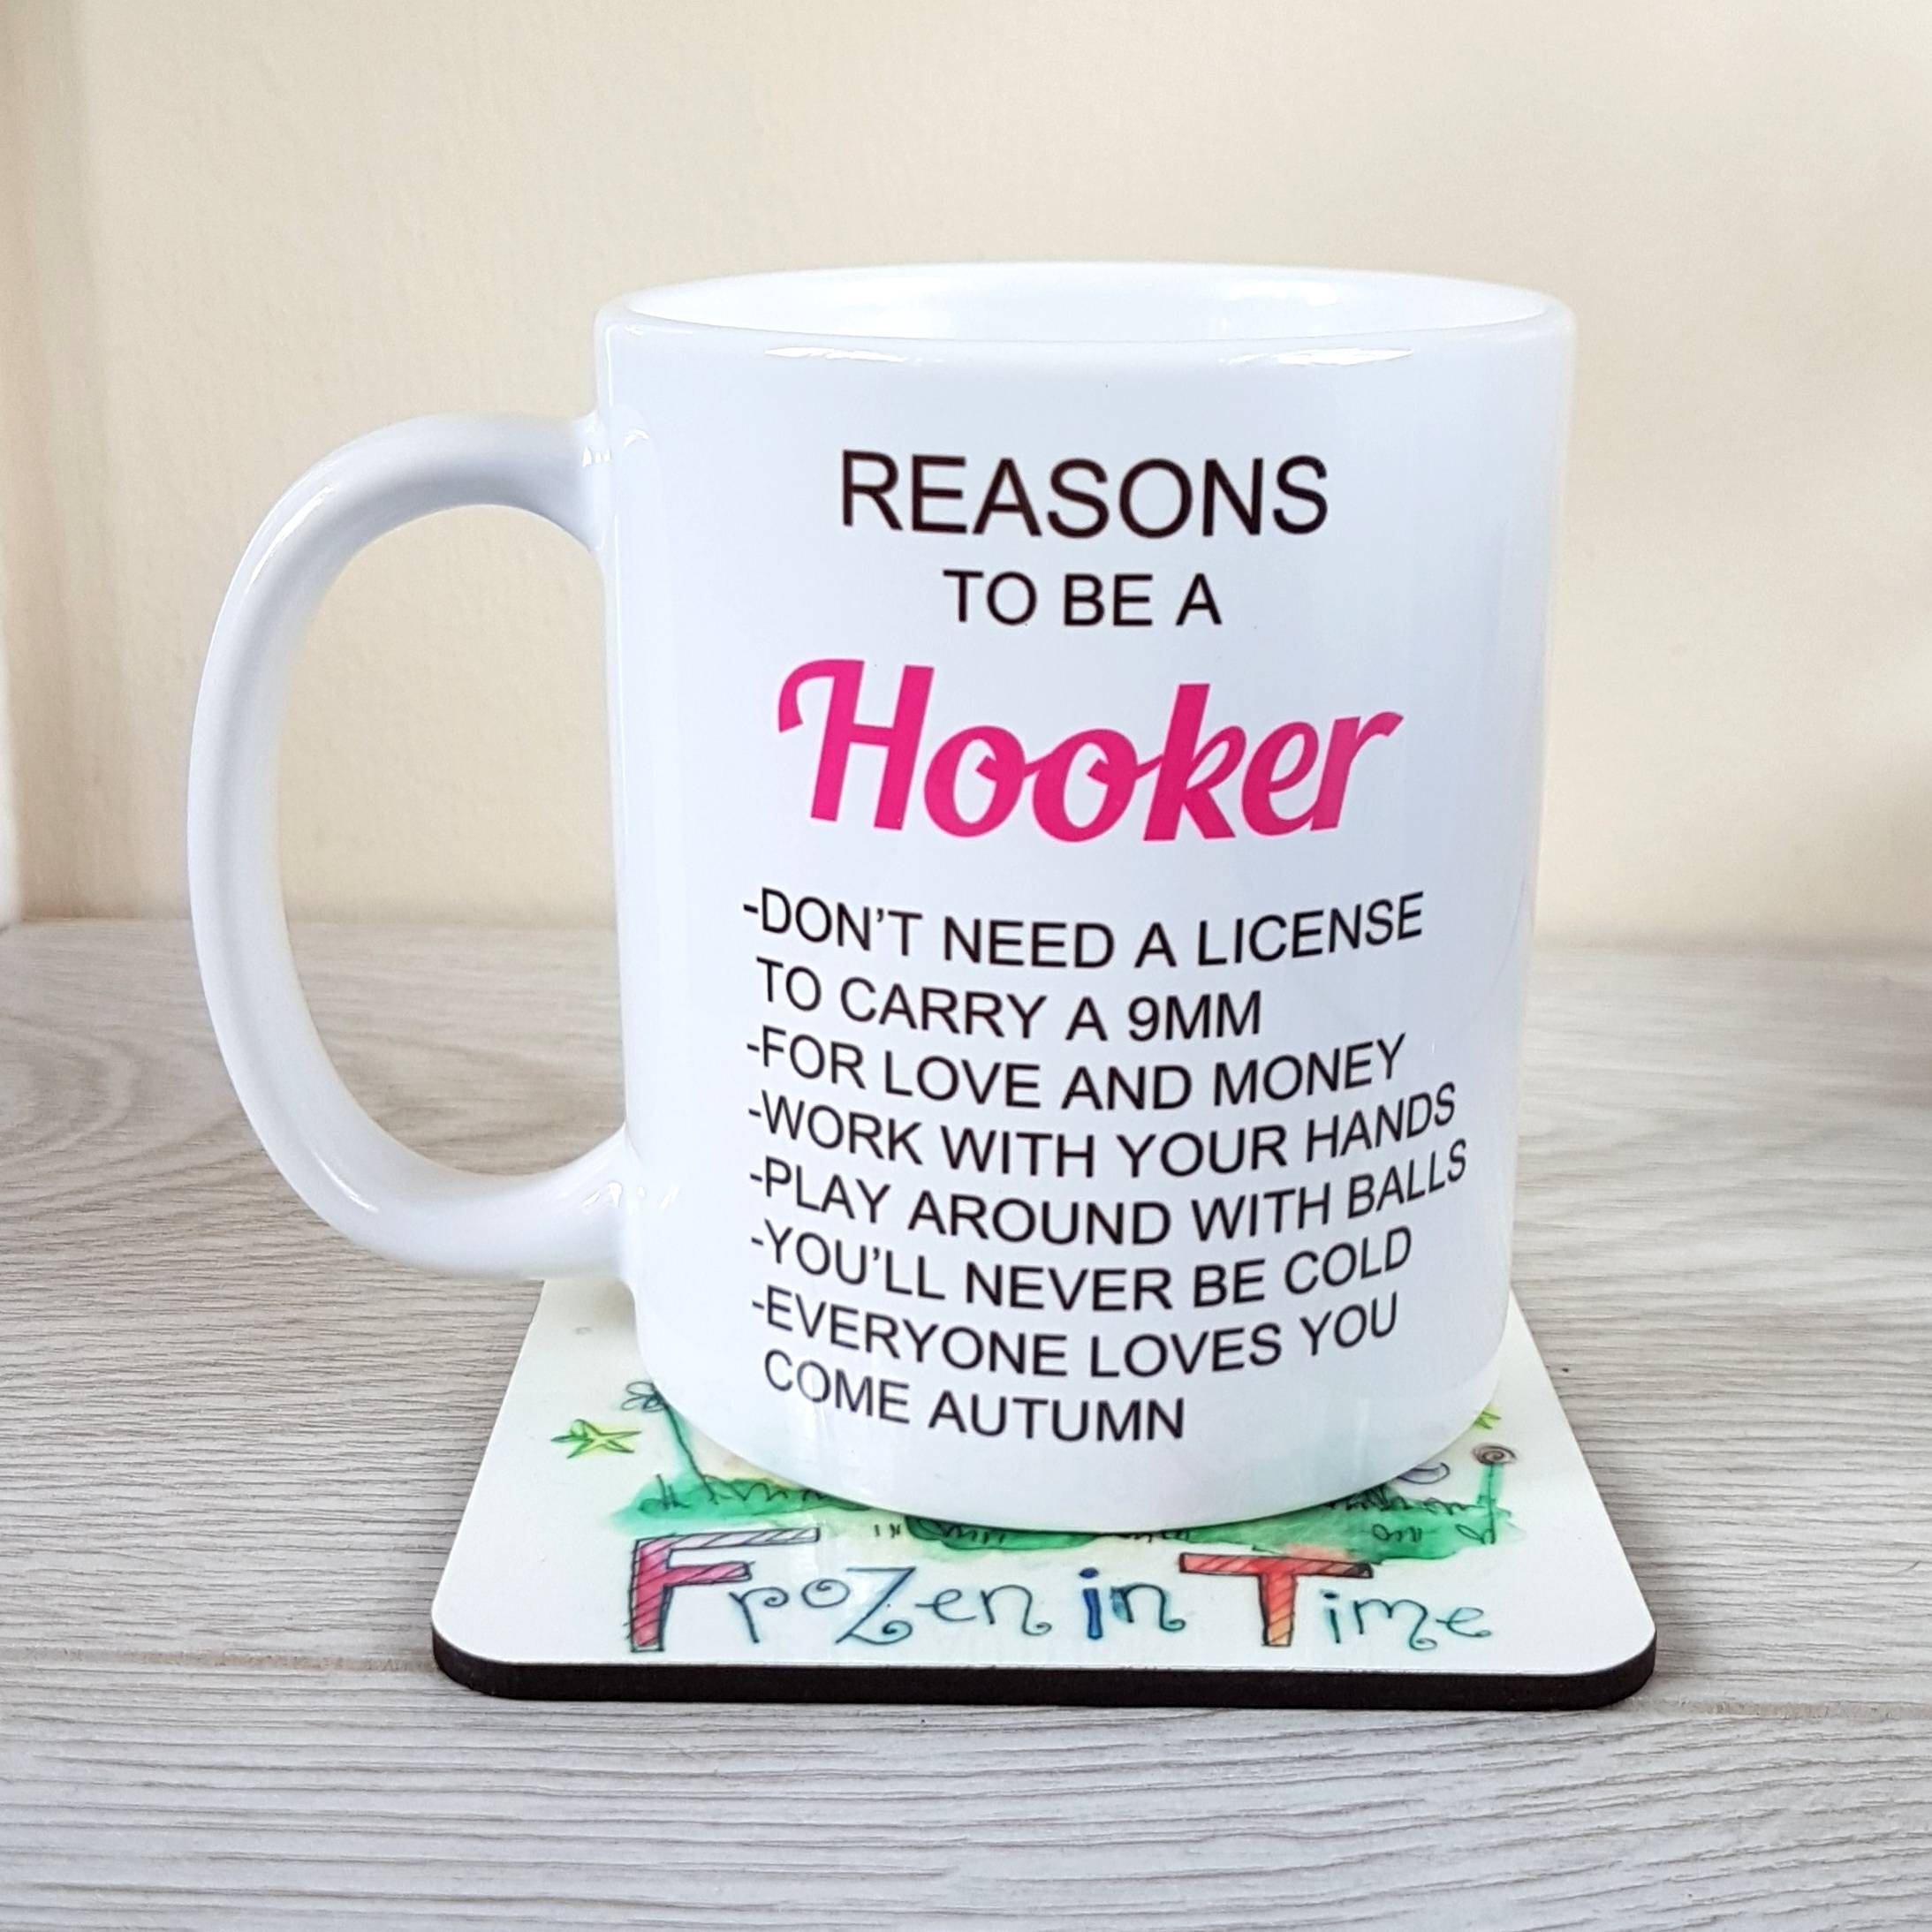 REASONS
TO BE A
Hooker
-DON'T NEED A LICENSE
TO CARRY A 9MM
-FOR LOVE AND MONEY
-WORK WITH YOUR HANDS
-PLAY AROUND WITH BALLS
-YOU'LL NEVER BE COLD
-EVERYONE LOVES YOU
COME AUTUMN
Frozen in Time